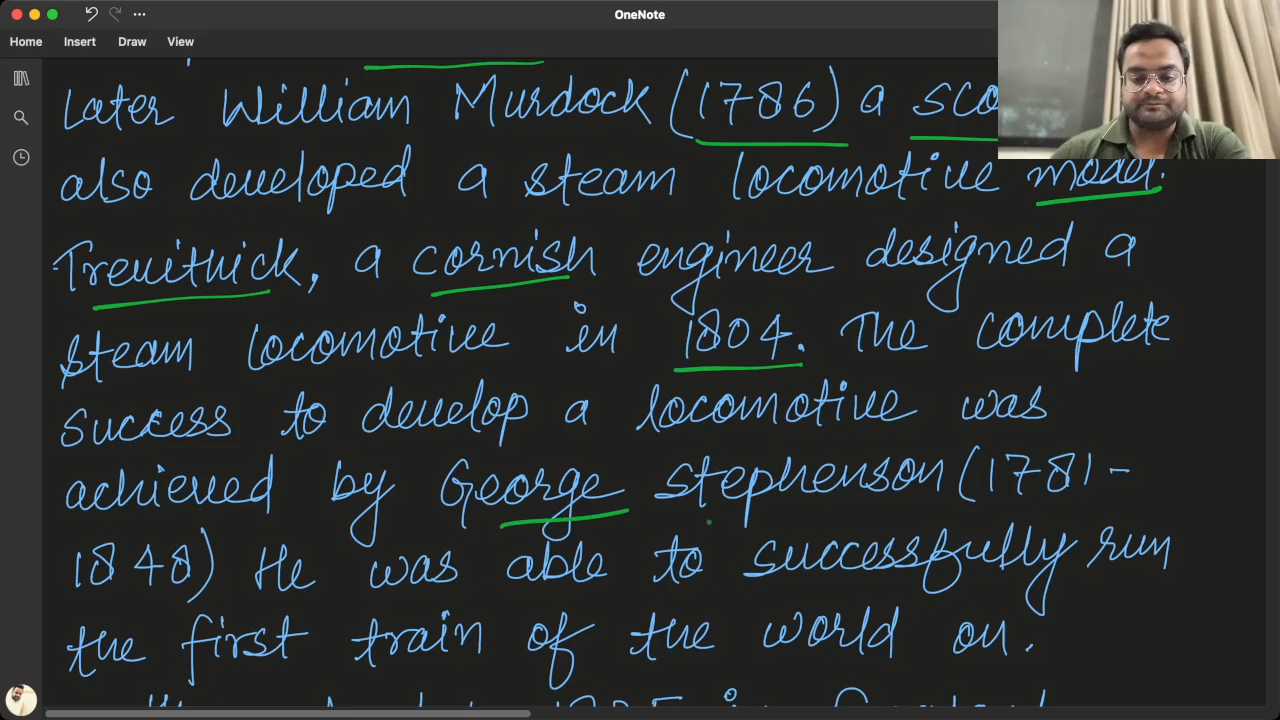 OneNote
Home Insert Draw View
Later William Murdock (1786) a sco
also developed a steam locomotive model.
Trevithick, a cornish engineer designed a
steam locomotive in 1804. The complete
success to develop a locomotive was
achieved by George Stephenson (1781-
1848) He was able to successfully run
the first train of the world on.